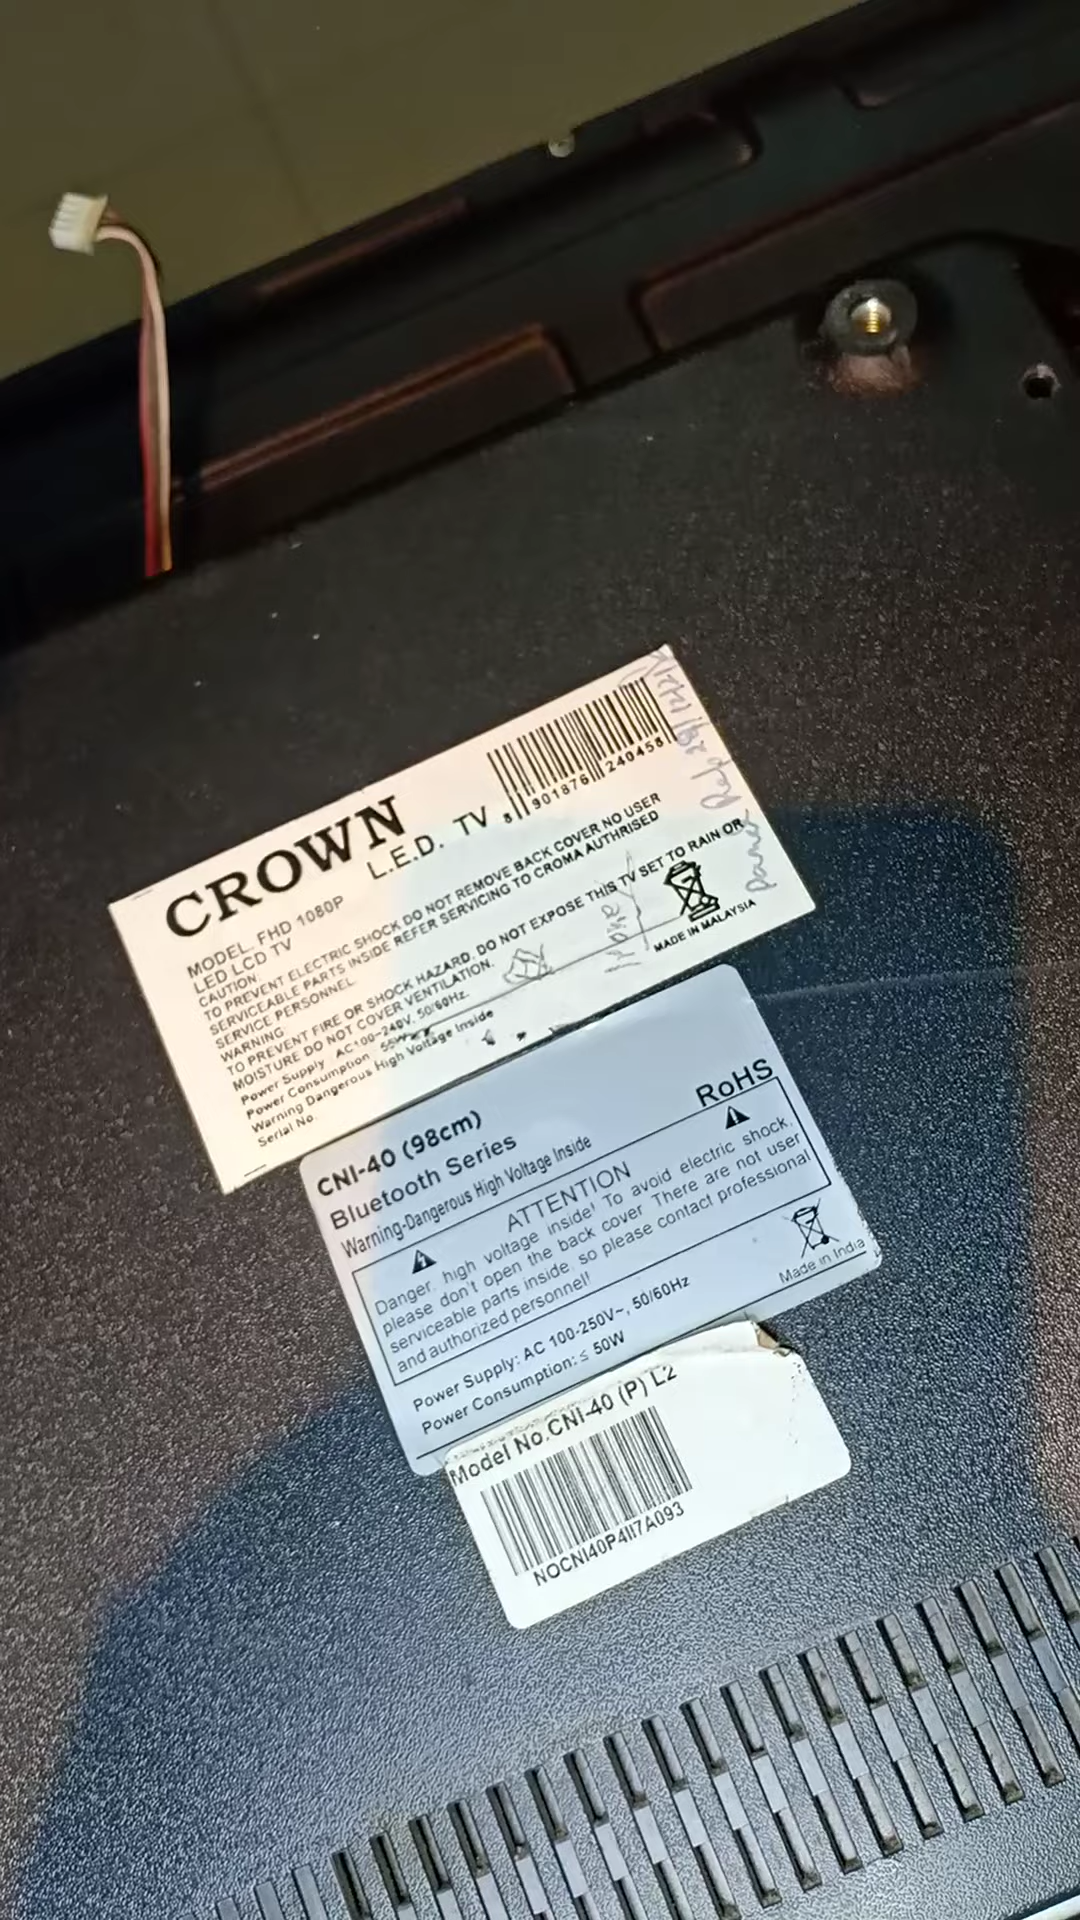 CROWN
L.E.D. TV
8 901876 240458
MODEL. FHD 1080P
LED LCD TV
CAUTION:
TO PREVENT ELECTRIC SHOCK.DO NOT REMOVE BACK COVER NO USER
SERVICEABLE PARTS INSIDE REFER SERVICING TO CROMA AUTHRISED
SERVICE PERSONNEL
WARNING:
TO PREVENT FIRE OR SHOCK HAZARD. DO NOT EXPOSE THIS TV SET TO RAIN OR
MOISTURE DO NOT COVER VENTILATION.
Power Supply AC100-240V, 50/60Hz.
Power Consumption
Warning Dangerous High Voltage Inside
Serial No.
MADE IN MALAYSIA
CNI-40 (98cm)
RoHS
Bluetooth Series
Warning-Dangerous High Voltage Inside
ATTENTION
Danger, high voltage inside! To avoid electric shock,
please don't open the back cover. There are not user
serviceable parts inside, so please contact professional
and authorized personnel!
Power Supply: AC 100-250V~, 50/60Hz
Power Consumption: ≤ 50W
Made in India
Model No.CNI-40 (P) L2
NOCNI40P4II7A093